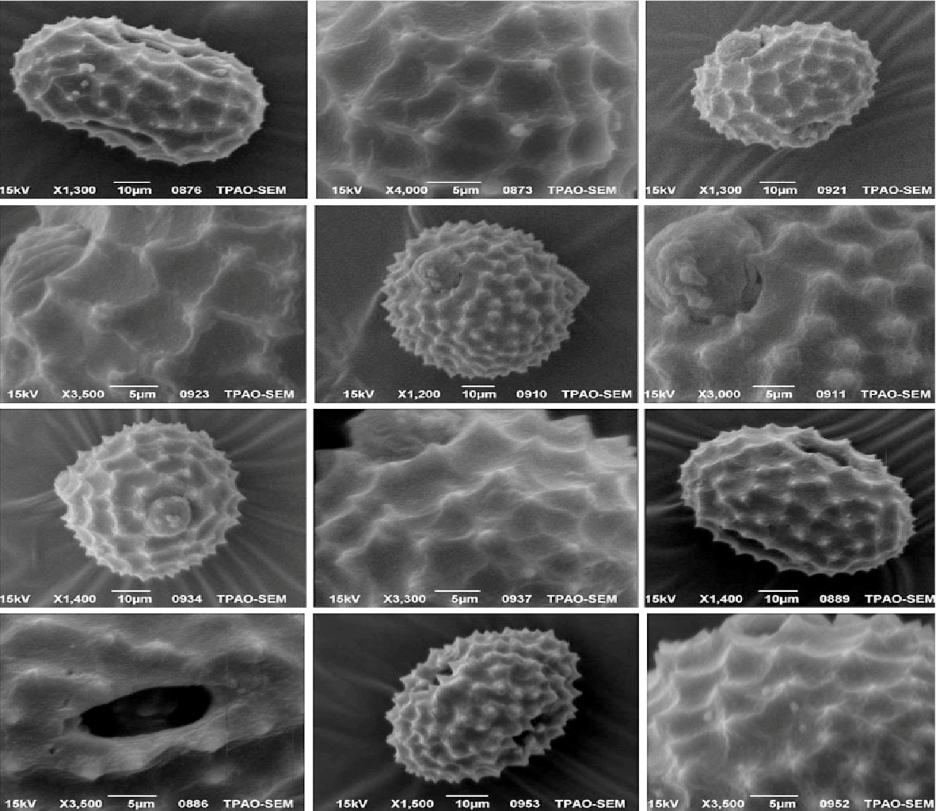 15kV X1,300 10µm 0876 TPAO-SEM
15kV X4,000 5µm 0873 TPAO-SEM
15kV X1,300 10µm 0921 TPAO-SEM
15kV X3,500 5µm 0923 TPAO-SEM
15kV X1,200 10µm 0910 TPAO-SEM
15kV X3,000 5µm 0911 TPAO-SEM
15kV X1,400 10µm 0934 TPAO-SEM
15kV X3,300 5µm 0937 TPAO-SEM
15kV X1,400 10µm 0889 TPAO-SEM
15kV X3,500 5µm 0886 TPAO-SEM
15kV X1,500 10µm 0953 TPAO-SEM
15kV X3,500 5µm 0952 TPAO-SEM